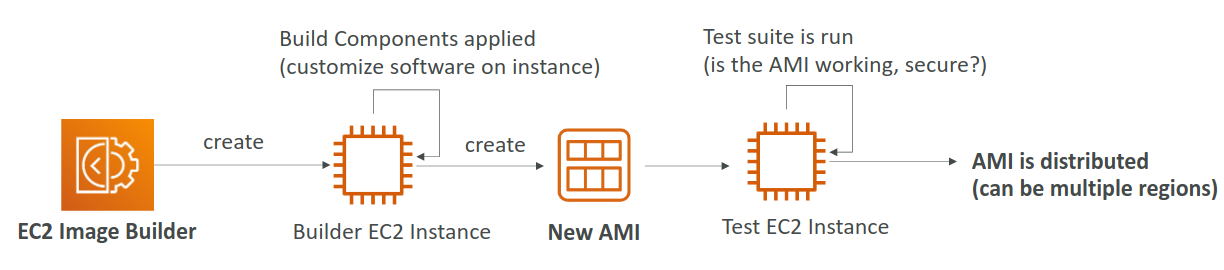 Build Components applied
(customize software on instance)
Test suite is run
(is the AMI working, secure?)
create
create
AMI is distributed
(can be multiple regions)
EC2 Image Builder
Builder EC2 Instance
New AMI
Test EC2 Instance